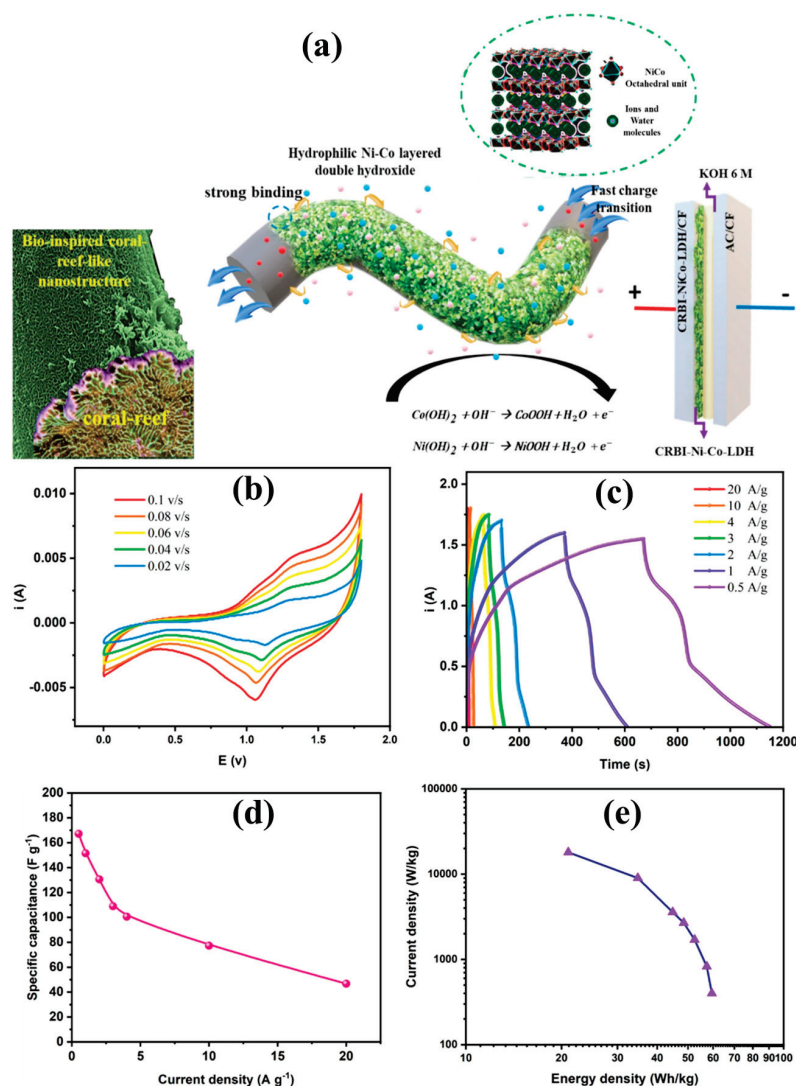 (a)
NiCo
Octahedral unit
Ions and
Water
molecules
Hydrophilic Ni-Co layered
double hydroxide
strong binding
Fast charge
transition
KOH 6 M
Bio-inspired coral-
reef-like
nanostructure
coral-reef
CRBI-NiCo-LDH/CF
AC/CF
+
-
Co(OH)₂ + OH⁻ → CoOOH + H₂O + e⁻
Ni(OH)₂ + OH⁻ → NiOOH + H₂O + e⁻
CRBI-Ni-Co-LDH
(b)
0.1 v/s
0.08 v/s
0.06 v/s
0.04 v/s
0.02 v/s
0.010
0.005
0.000
-0.005
i (A)
0.0 0.5 1.0 1.5 2.0
E (v)
(c)
20 A/g
10 A/g
4 A/g
3 A/g
2 A/g
1 A/g
0.5 A/g
2.0
1.5
1.0
0.5
0.0
i (A)
0 200 400 600 800 1000 1200
Time (s)
(d)
200
180
160
140
120
100
80
60
40
20
0
Specific capacitance (F g⁻¹)
0 5 10 15 20
Current density (A g⁻¹)
(e)
100000
10000
1000
100
Current density (W/kg)
10 20 30 40 50 60 70 80 90 100
Energy density (Wh/kg)